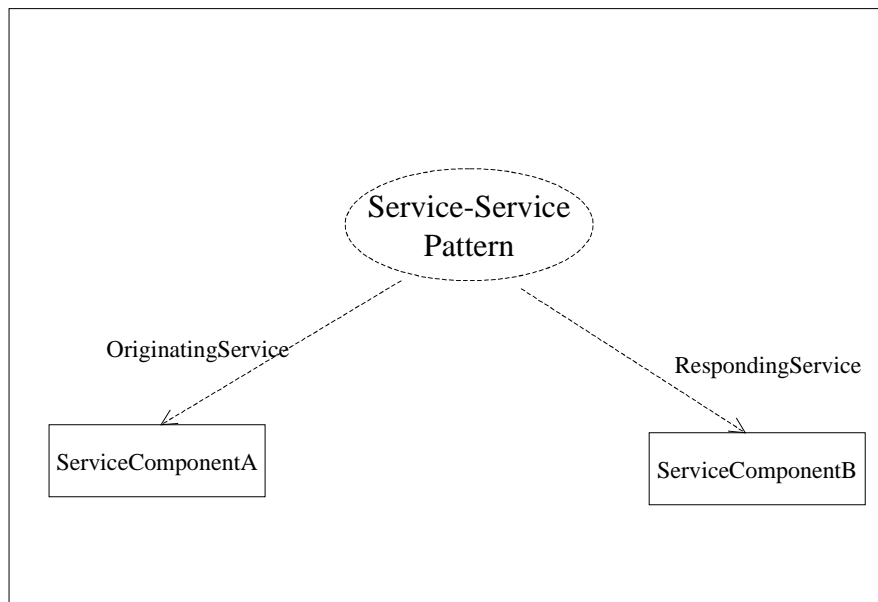 Service-Service
Pattern
OriginatingService
RespondingService
ServiceComponentA
ServiceComponentB